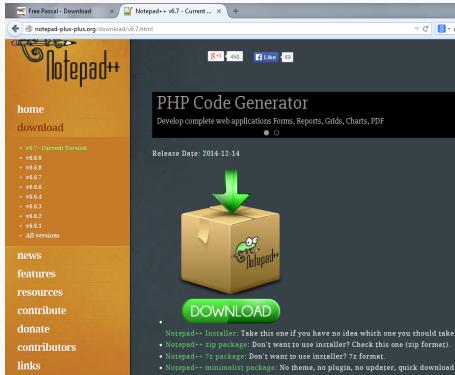 Free Pascal - Download
Notepad++ v6.7 - Current ...
notepad-plus-plus.org/download/v6.7.html
Notepad++
g+1 458 Like 69
home
download
v6.7 - Current Version
v6.6.9
v6.6.8
v6.6.7
v6.6.6
v6.6.4
v6.6.3
v6.6.2
v6.6.1
All versions
news
features
resources
contribute
donate
contributors
links
PHP Code Generator
Develop complete web applications Forms, Reports, Grids, Charts, PDF
Release Date: 2014-12-14
Notepad++
DOWNLOAD
Notepad++ Installer: Take this one if you have no idea which one you should take
Notepad++ zip package: Don't want to use installer? Check this one (zip format).
Notepad++ 7z package: Don't want to use installer? 7z format.
Notepad++ minimalist package: No theme, no plugin, no updater, quick download